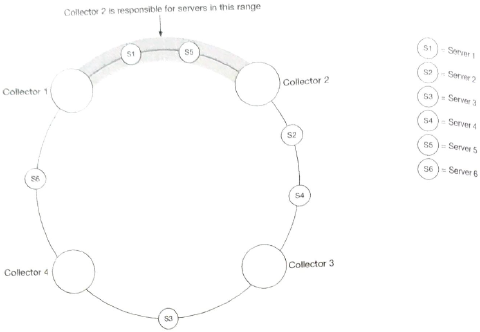 Collector 2 is responsible for servers in this range
S1
S5
Collector 1
Collector 2
S2
S6
S4
Collector 4
Collector 3
S3
S1 = Server 1
S2 = Server 2
S3 = Server 3
S4 = Server 4
S5 = Server 5
S6 = Server 6